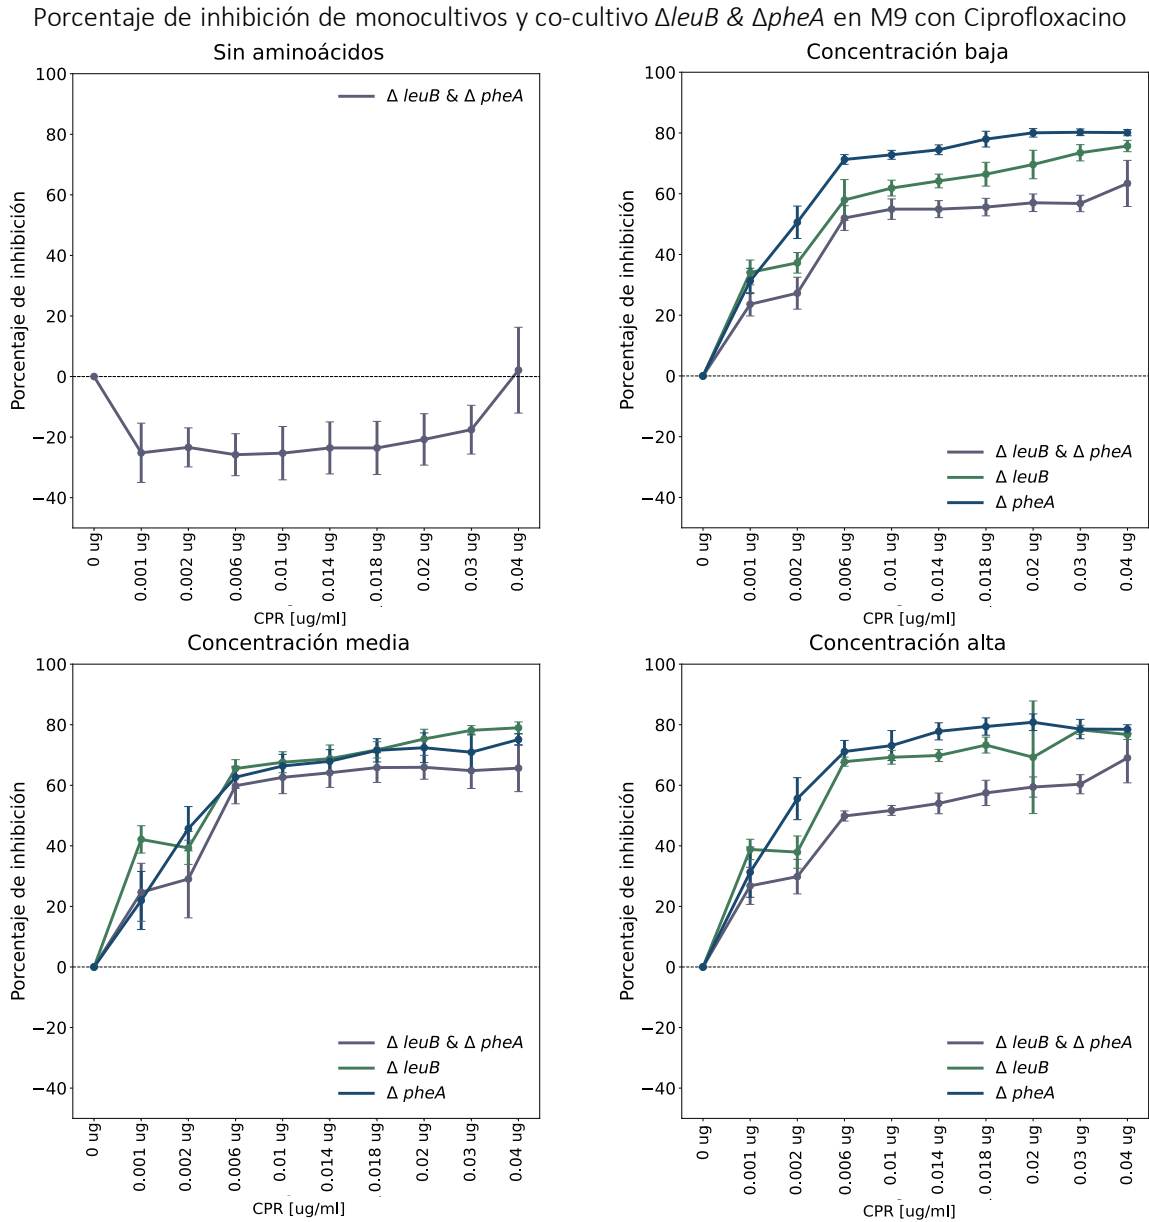 Porcentaje de inhibición de monocultivos y co-cultivo ΔleuB & ΔpheA en M9 con Ciprofloxacino
Sin aminoácidos
100
80
60
40
20
0
−20
−40
Porcentaje de inhibición
Δ leuB & Δ pheA
0 ug
0.001 ug
0.002 ug
0.006 ug
0.01 ug
0.014 ug
0.018 ug
0.02 ug
0.03 ug
0.04 ug
CPR [ug/ml]
Concentración baja
100
80
60
40
20
0
−20
−40
Porcentaje de inhibición
Δ leuB & Δ pheA
Δ leuB
Δ pheA
0 ug
0.001 ug
0.002 ug
0.006 ug
0.01 ug
0.014 ug
0.018 ug
0.02 ug
0.03 ug
0.04 ug
CPR [ug/ml]
Concentración media
100
80
60
40
20
0
−20
−40
Porcentaje de inhibición
Δ leuB & Δ pheA
Δ leuB
Δ pheA
0 ug
0.001 ug
0.002 ug
0.006 ug
0.01 ug
0.014 ug
0.018 ug
0.02 ug
0.03 ug
0.04 ug
CPR [ug/ml]
Concentración alta
100
80
60
40
20
0
−20
−40
Porcentaje de inhibición
Δ leuB & Δ pheA
Δ leuB
Δ pheA
0 ug
0.001 ug
0.002 ug
0.006 ug
0.01 ug
0.014 ug
0.018 ug
0.02 ug
0.03 ug
0.04 ug
CPR [ug/ml]